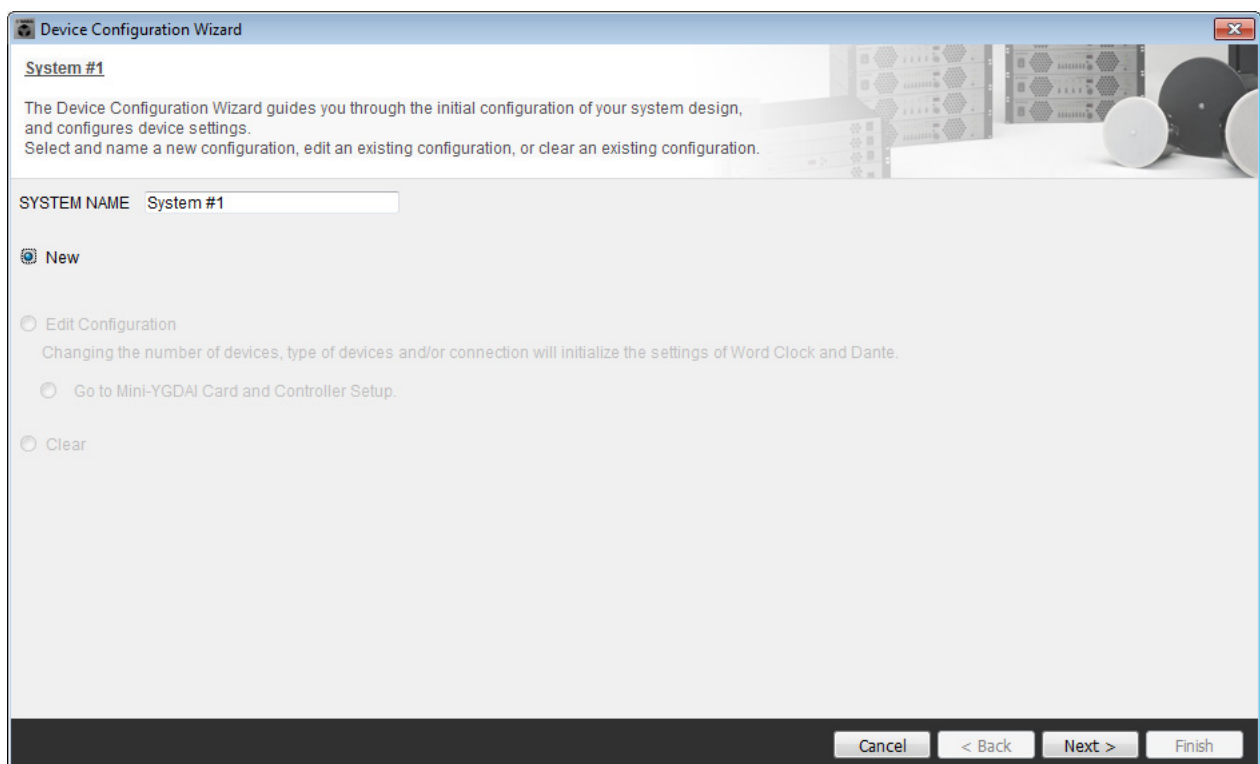 Device Configuration Wizard
System #1
The Device Configuration Wizard guides you through the initial configuration of your system design,
and configures device settings.
Select and name a new configuration, edit an existing configuration, or clear an existing configuration.
SYSTEM NAME System #1
New
Edit Configuration
Changing the number of devices, type of devices and/or connection will initialize the settings of Word Clock and Dante.
Go to Mini-YGDAI Card and Controller Setup.
Clear
Cancel < Back Next > Finish